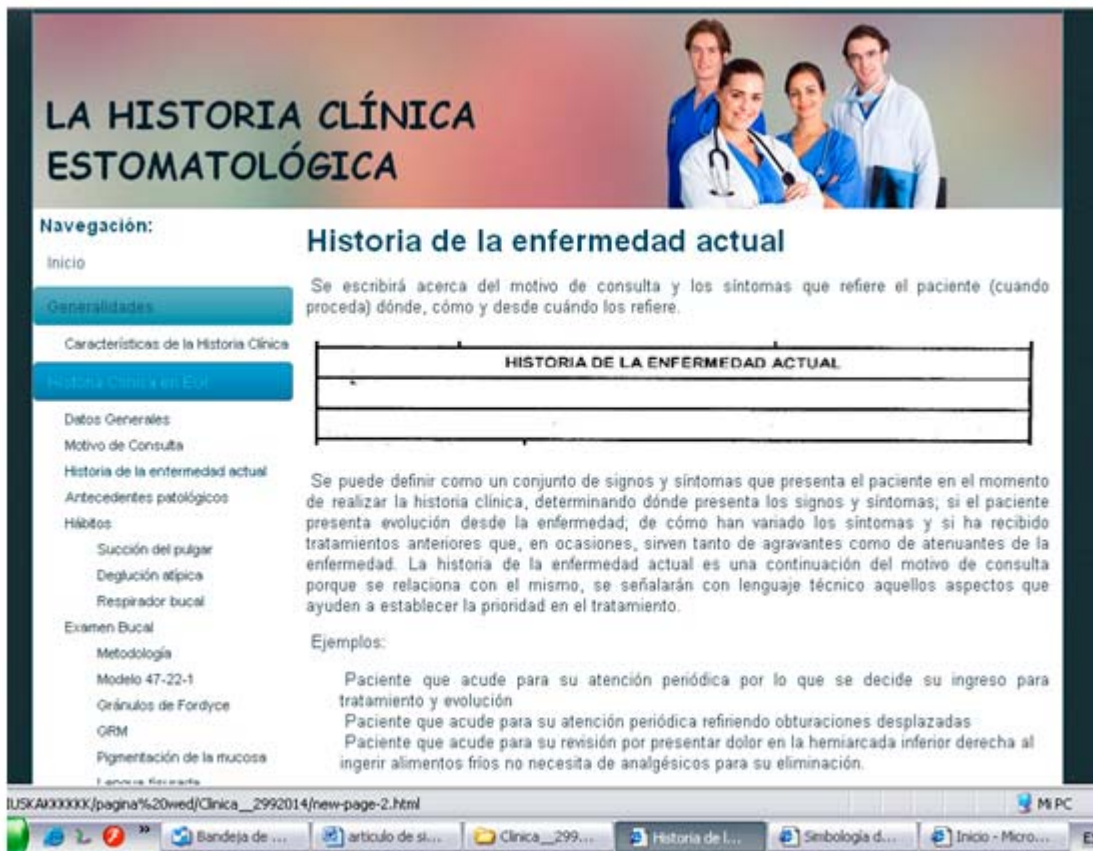 LA HISTORIA CLÍNICA
ESTOMATOLÓGICA
Navegación:
Inicio
Generalidades
Características de la Historia Clínica
Historia Clínica en EGI
Datos Generales
Motivo de Consulta
Historia de la enfermedad actual
Antecedentes patológicos
Hábitos
Succión del pulgar
Deglución atípica
Respirador bucal
Examen Bucal
Metodología
Modelo 47-22-1
Gránulos de Fordyce
GRM
Pigmentación de la mucosa
Lengua fisurada
Historia de la enfermedad actual
Se escribirá acerca del motivo de consulta y los síntomas que refiere el paciente (cuando
proceda) dónde, cómo y desde cuándo los refiere.
HISTORIA DE LA ENFERMEDAD ACTUAL
Se puede definir como un conjunto de signos y síntomas que presenta el paciente en el momento
de realizar la historia clínica, determinando dónde presenta los signos y síntomas; si el paciente
presenta evolución desde la enfermedad; de cómo han variado los síntomas y si ha recibido
tratamientos anteriores que, en ocasiones, sirven tanto de agravantes como de atenuantes de la
enfermedad. La historia de la enfermedad actual es una continuación del motivo de consulta
porque se relaciona con el mismo, se señalarán con lenguaje técnico aquellos aspectos que
ayuden a establecer la prioridad en el tratamiento.
Ejemplos:
Paciente que acude para su atención periódica por lo que se decide su ingreso para
tratamiento y evolución
Paciente que acude para su atención periódica refiriendo obturaciones desplazadas
Paciente que acude para su revisión por presentar dolor en la hemiarcada inferior derecha al
ingerir alimentos fríos no necesita de analgésicos para su eliminación.
/pagina%20wed/Clinica__2992014/new-page-2.html
Mi PC
Bandeja de ...
articulo de si...
Clinica__299...
Historia de l...
Simbología d...
Inicio - Micro...